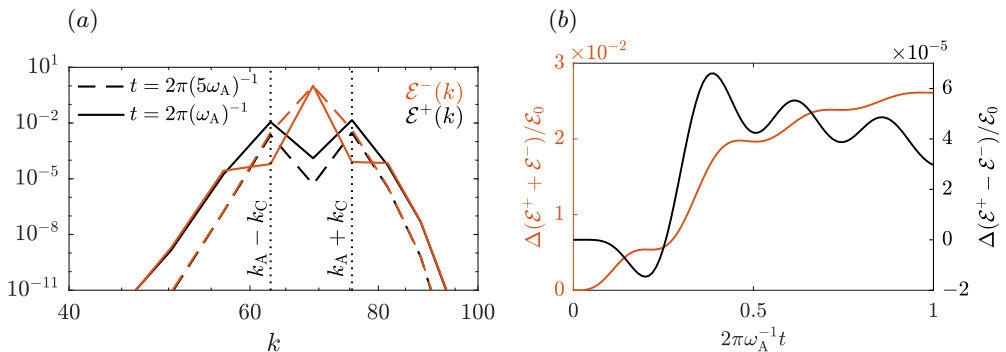 (a)
10^1
10^{-2}
10^{-5}
10^{-8}
10^{-11}
t = 2π(5ω_A)^{-1}
t = 2π(ω_A)^{-1}
ℰ^−(k)
ℰ^+(k)
k_A − k_C
k_A + k_C
40
60
80
100
k
(b)
×10^{-2}
3
2
1
0
Δ(ℰ^+ + ℰ^−)/ℰ_0
×10^{-5}
6
4
2
0
−2
Δ(ℰ^+ − ℰ^−)/ℰ_0
0
0.5
1
2πω_A^{-1}t